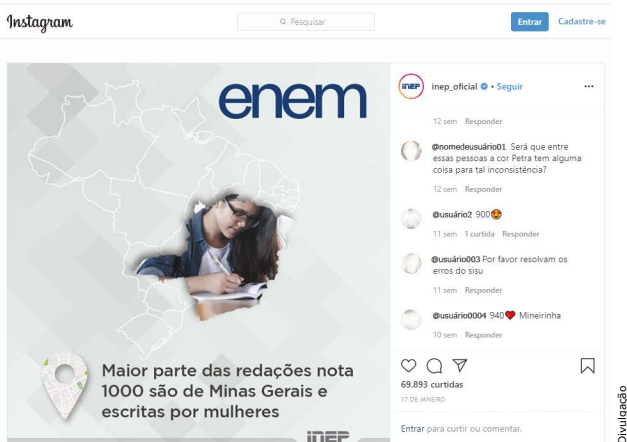 Instagram
Pesquisar
Entrar
Cadastre-se
enem
Maior parte das redações nota
1000 são de Minas Gerais e
escritas por mulheres
inep
inep
inep_oficial • Seguir
12 sem Responder
@nomedeusuário01 Será que entre
essas pessoas a cor Petra tem alguma
coisa para tal inconsistência?
12 sem Responder
@usuário2 900😍
11 sem 1 curtida Responder
@usuário003 Por favor resolvam os
erros do sisu
11 sem Responder
@usuário0004 940❤ Mineirinha
10 sem Responder
69.893 curtidas
17 DE JANEIRO
Entrar para curtir ou comentar.
Divulgação